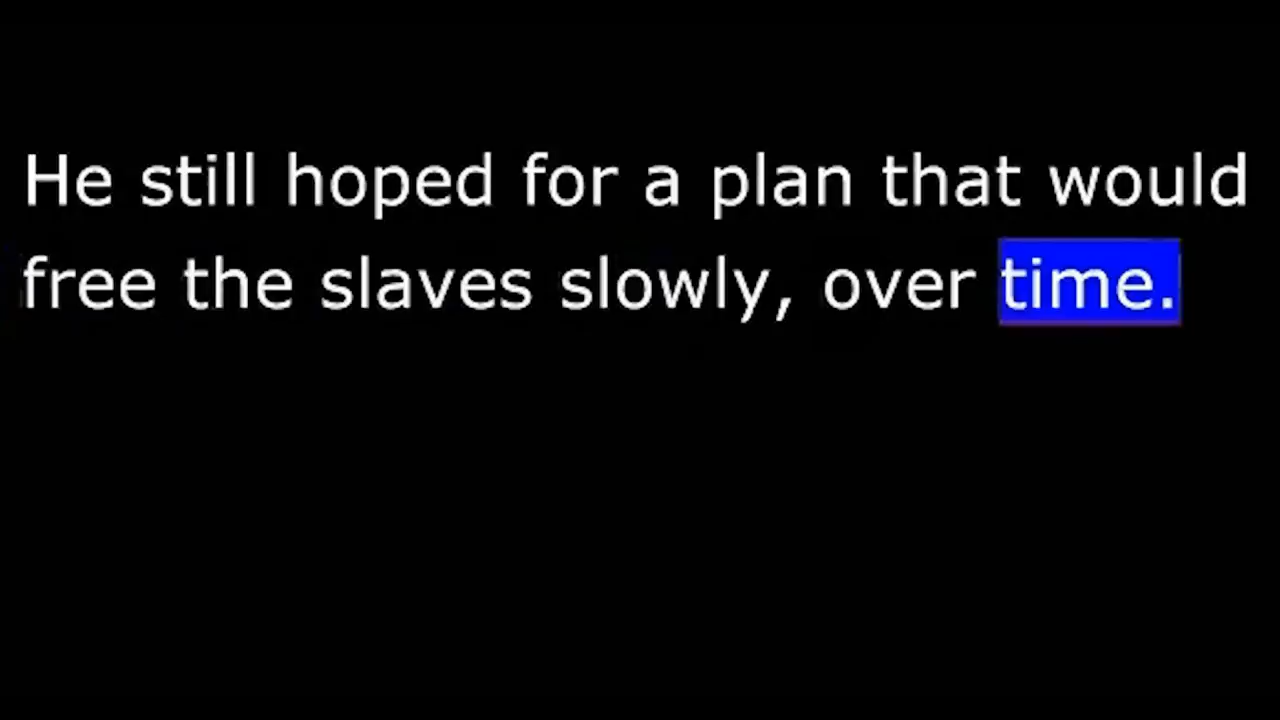 He still hoped for a plan that would
free the slaves slowly, over time.